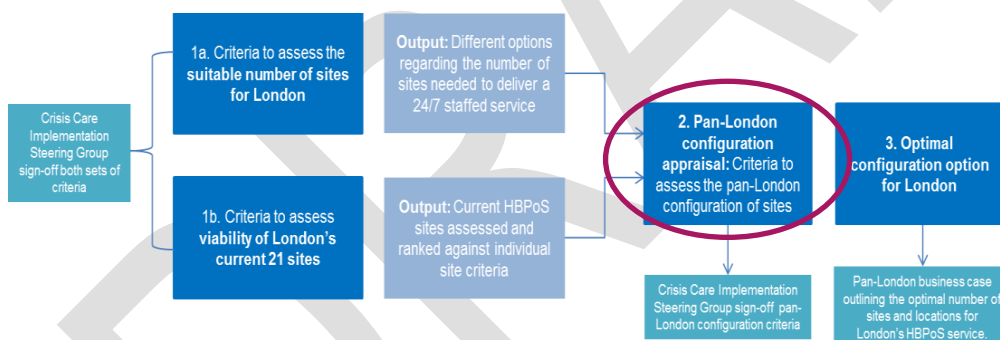 Crisis Care
Implementation
Steering Group
sign-off both sets of
criteria
1a. Criteria to assess the
suitable number of sites
for London
Output: Different options
regarding the number of
sites needed to deliver a
24/7 staffed service
1b. Criteria to assess
viability of London's
current 21 sites
Output: Current HBPoS
sites assessed and
ranked against individual
site criteria
2. Pan-London
configuration
appraisal: Criteria to
assess the pan-London
configuration of sites
3. Optimal
configuration option
for London
Crisis Care Implementation
Steering Group sign-off pan-
London configuration criteria
Pan-London business case
outlining the optimal number of
sites and locations for
London's HBPoS service.